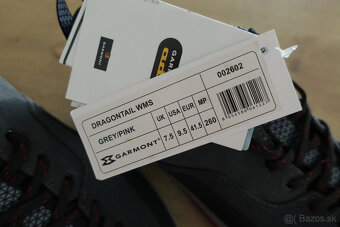 GARMONT
DRAGONTAIL WMS
002602
GREY/PINK
UK USA EUR MP
7.5 9.5 41.5 260
GARMONT
© Bazos.sk